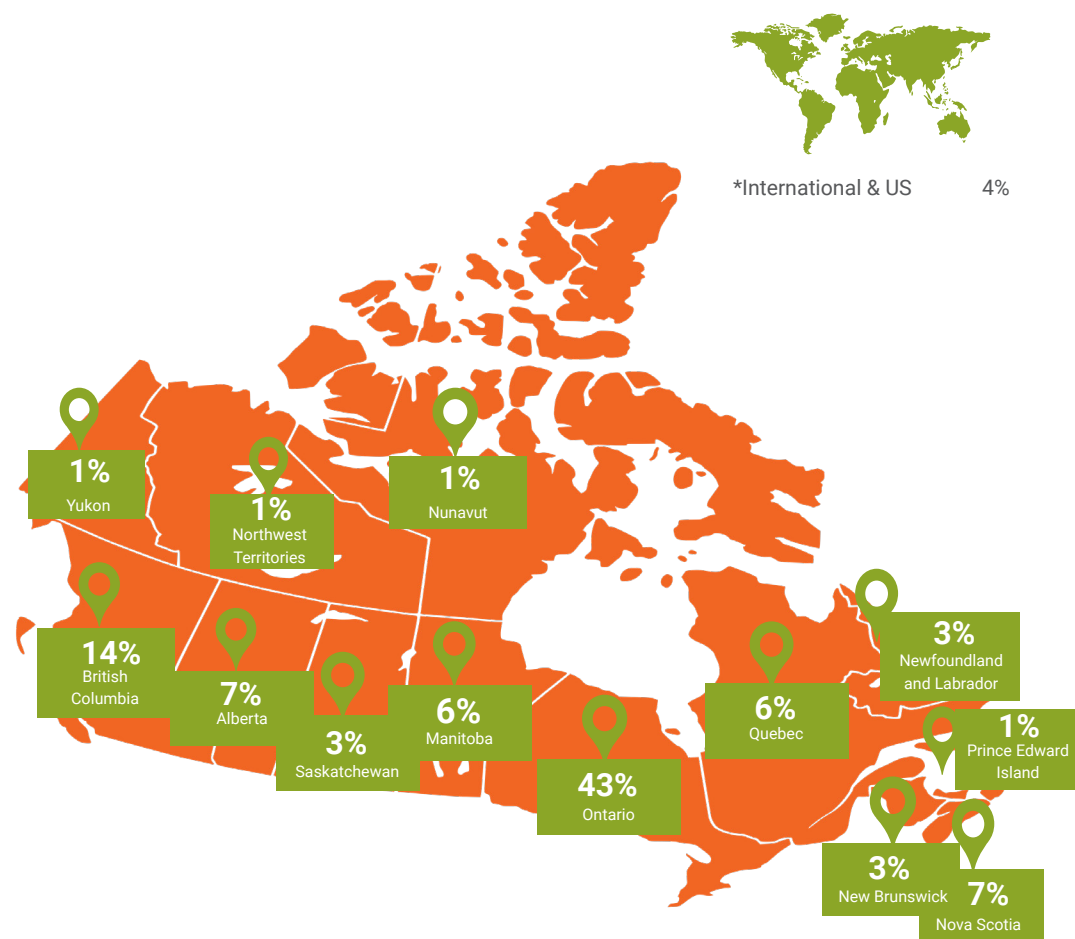 *International & US 4%
1%
Yukon
1%
Northwest
Territories
1%
Nunavut
14%
British
Columbia
7%
Alberta
3%
Saskatchewan
6%
Manitoba
43%
Ontario
6%
Quebec
3%
Newfoundland
and Labrador
1%
Prince Edward
Island
3%
New Brunswick
7%
Nova Scotia